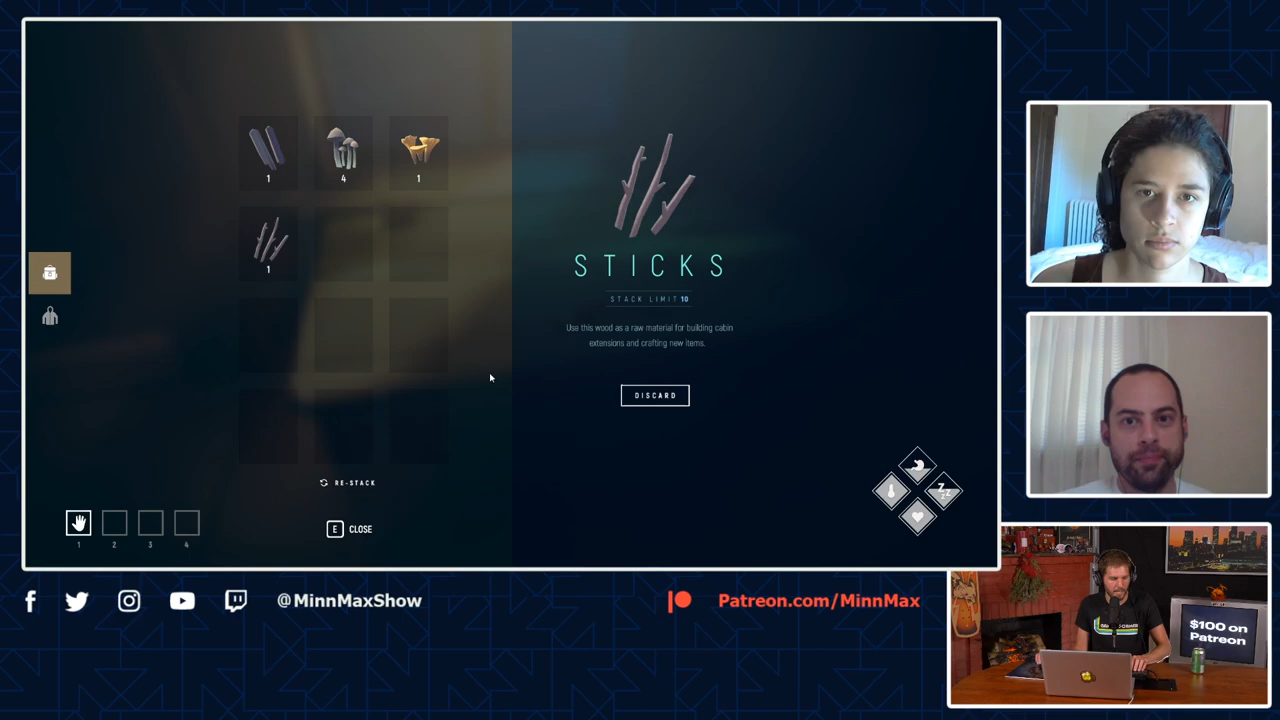 1
4
1
1
STICKS
STACK LIMIT 10
Use this wood as a raw material for building cabin
extensions and crafting new items.
DISCARD
RE-STACK
E CLOSE
1
2
3
4
Z
Z
Z
@MinnMaxShow
Patreon.com/MinnMax
$100 on
Patreon